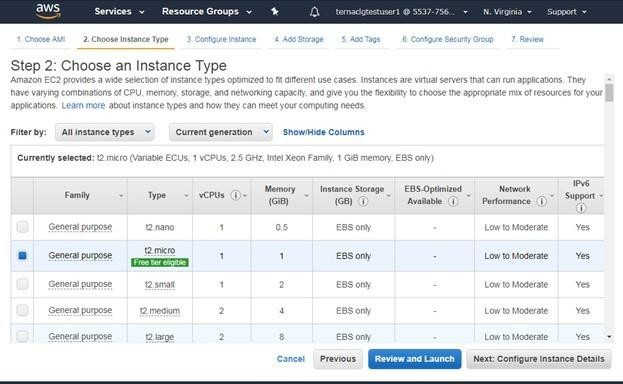 aws Services Resource Groups ternaclgtestuser1 @ 5537-756... N. Virginia Support
1. Choose AMI 2. Choose Instance Type 3. Configure Instance 4. Add Storage 5. Add Tags 6. Configure Security Group 7. Review
Step 2: Choose an Instance Type
Amazon EC2 provides a wide selection of instance types optimized to fit different use cases. Instances are virtual servers that can run applications. They
have varying combinations of CPU, memory, storage, and networking capacity, and give you the flexibility to choose the appropriate mix of resources for your
applications. Learn more about instance types and how they can meet your computing needs.
Filter by: All instance types Current generation Show/Hide Columns
Currently selected: t2.micro (Variable ECUs, 1 vCPUs, 2.5 GHz, Intel Xeon Family, 1 GiB memory, EBS only)
Family Type vCPUs Memory (GiB) Instance Storage (GB) EBS-Optimized Available Network Performance IPv6 Support
General purpose t2.nano 1 0.5 EBS only - Low to Moderate Yes
General purpose t2.micro 1 1 EBS only - Low to Moderate Yes
Free tier eligible
General purpose t2.small 1 2 EBS only - Low to Moderate Yes
General purpose t2.medium 2 4 EBS only - Low to Moderate Yes
General purpose t2.large 2 8 EBS only - Low to Moderate Yes
Cancel Previous Review and Launch Next: Configure Instance Details